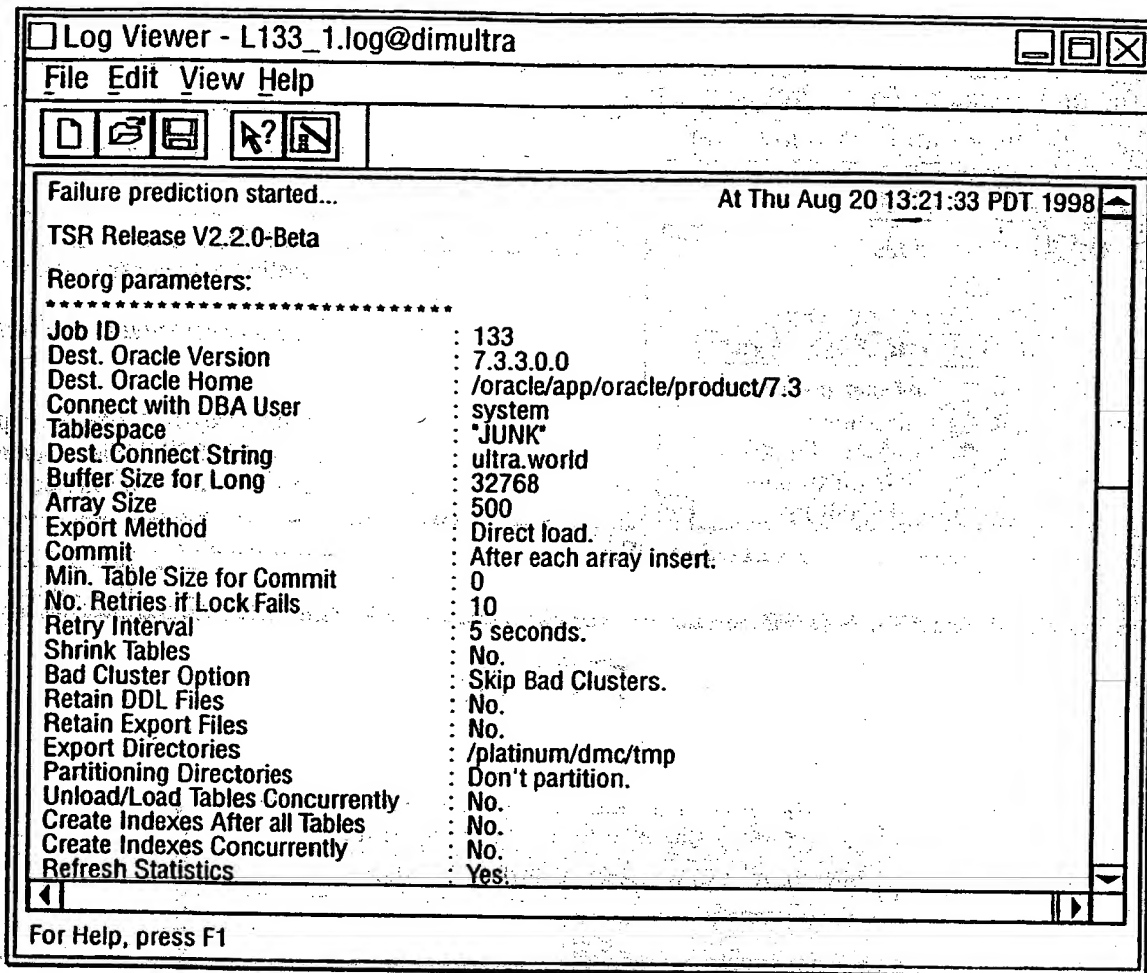 Log Viewer - L133_1.log@dimultra
File Edit View Help
Failure prediction started... At Thu Aug 20 13:21:33 PDT 1998
TSR Release V2.2.0-Beta
Reorg parameters:
*******************************
Job ID : 133
Dest. Oracle Version : 7.3.3.0.0
Dest. Oracle Home : /oracle/app/oracle/product/7.3
Connect with DBA User : system
Tablespace : "JUNK"
Dest. Connect String : ultra.world
Buffer Size for Long : 32768
Array Size : 500
Export Method : Direct load.
Commit : After each array insert.
Min. Table Size for Commit : 0
No. Retries if Lock Fails : 10
Retry Interval : 5 seconds.
Shrink Tables : No.
Bad Cluster Option : Skip Bad Clusters.
Retain DDL Files : No.
Retain Export Files : No.
Export Directories : /platinum/dmc/tmp
Partitioning Directories : Don't partition.
Unload/Load Tables Concurrently : No.
Create Indexes After all Tables : No.
Create Indexes Concurrently : No.
Refresh Statistics : Yes.
For Help, press F1